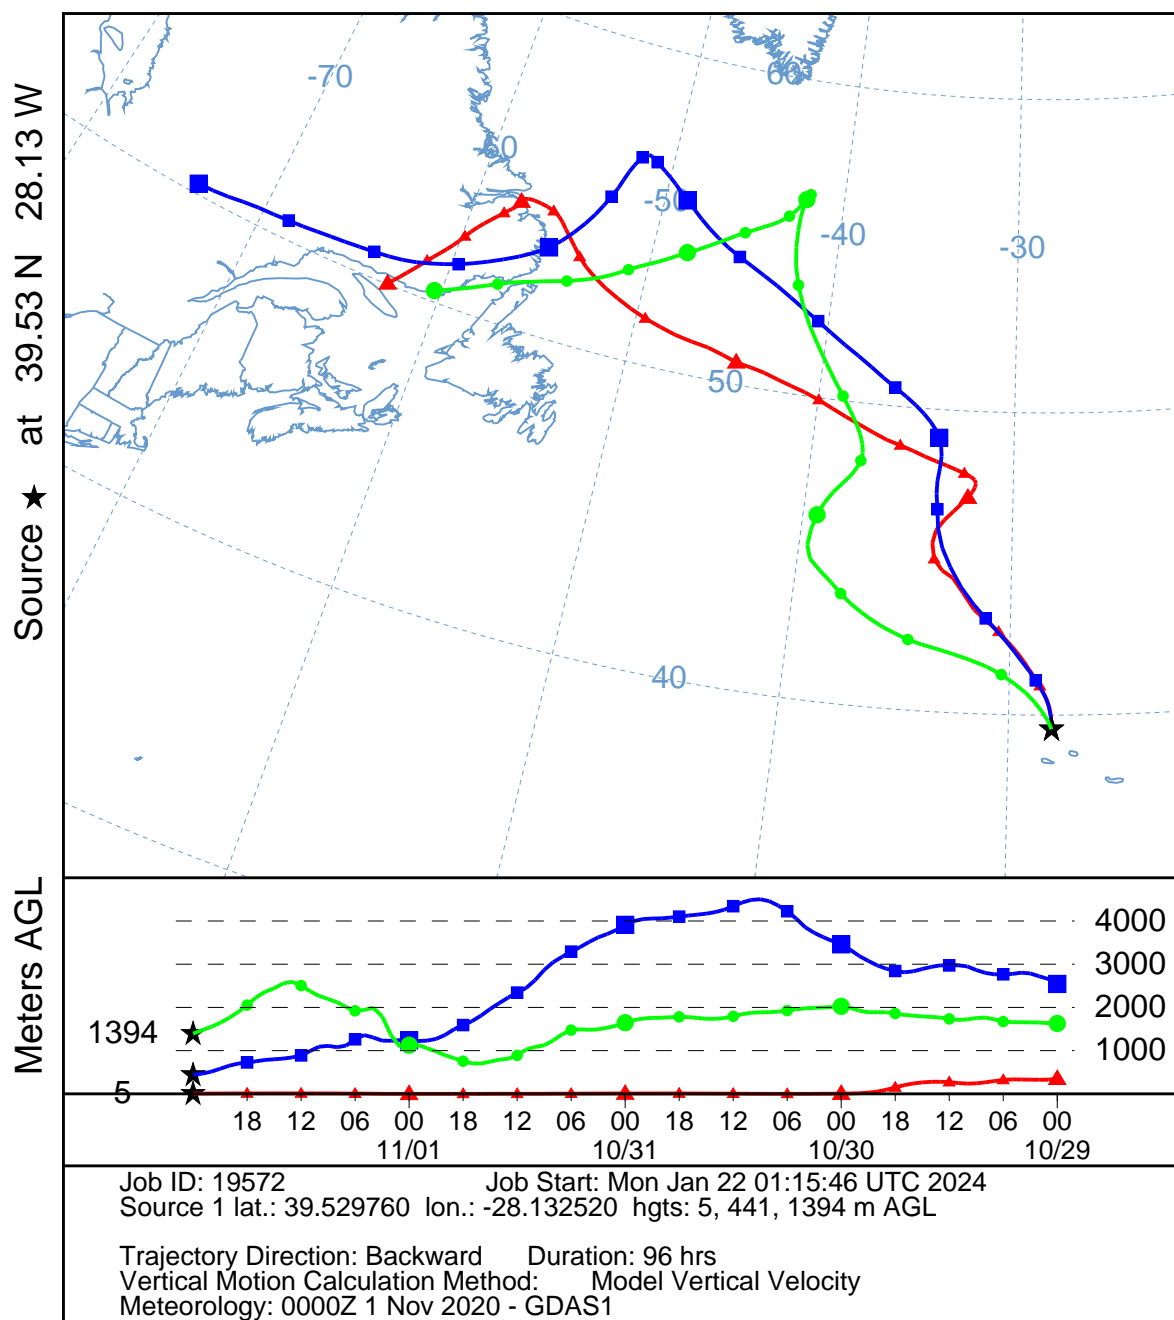 Source ★ at 39.53 N 28.13 W
-70
60
-60
-50
-40
-30
50
40
Meters AGL
4000
3000
2000
1394
1000
5
18 12 06 00 18 12 06 00 18 12 06 00 18 12 06 00
11/01 10/31 10/30 10/29
Job ID: 19572 Job Start: Mon Jan 22 01:15:46 UTC 2024
Source 1 lat.: 39.529760 lon.: -28.132520 hgts: 5, 441, 1394 m AGL
Trajectory Direction: Backward Duration: 96 hrs
Vertical Motion Calculation Method: Model Vertical Velocity
Meteorology: 0000Z 1 Nov 2020 - GDAS1